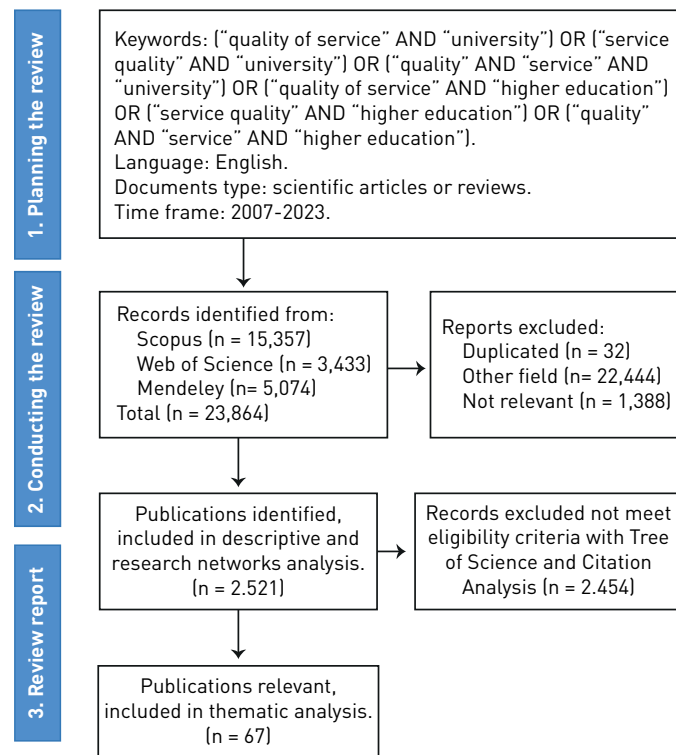 1. Planning the review
Keywords: (“quality of service” AND “university”) OR (“service
quality” AND “university”) OR (“quality” AND “service” AND
“university”) OR (“quality of service” AND “higher education”)
OR (“service quality” AND “higher education”) OR (“quality”
AND “service” AND “higher education”).
Language: English.
Documents type: scientific articles or reviews.
Time frame: 2007-2023.
2. Conducting the review
Records identified from:
Scopus (n = 15,357)
Web of Science (n = 3,433)
Mendeley (n= 5,074)
Total (n = 23,864)
Reports excluded:
Duplicated (n = 32)
Other field (n= 22,444)
Not relevant (n = 1,388)
Publications identified,
included in descriptive and
research networks analysis.
(n = 2.521)
Records excluded not meet
eligibility criteria with Tree
of Science and Citation
Analysis (n = 2.454)
3. Review report
Publications relevant,
included in thematic analysis.
(n = 67)